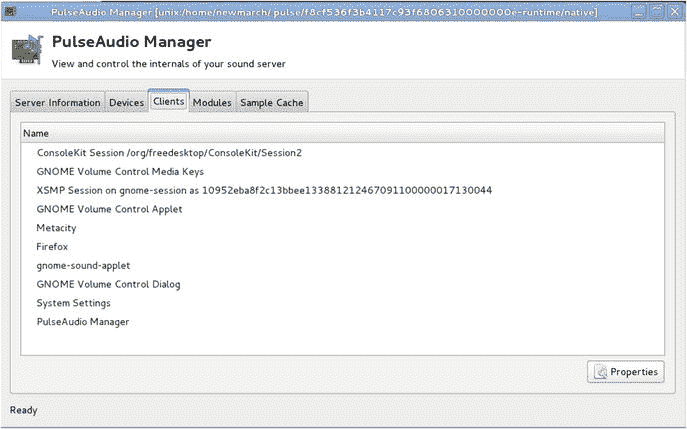 PulseAudio Manager [unix:/home/newmarch/.pulse/f8cf536f3b4117c93f6806310000000e-runtime/native]
PulseAudio Manager
View and control the internals of your sound server
Server Information Devices Clients Modules Sample Cache
Name
ConsoleKit Session /org/freedesktop/ConsoleKit/Session2
GNOME Volume Control Media Keys
XSMP Session on gnome-session as 10952eba8f2c13bbee133881212467091100000017130044
GNOME Volume Control Applet
Metacity
Firefox
gnome-sound-applet
GNOME Volume Control Dialog
System Settings
PulseAudio Manager
Properties
Ready